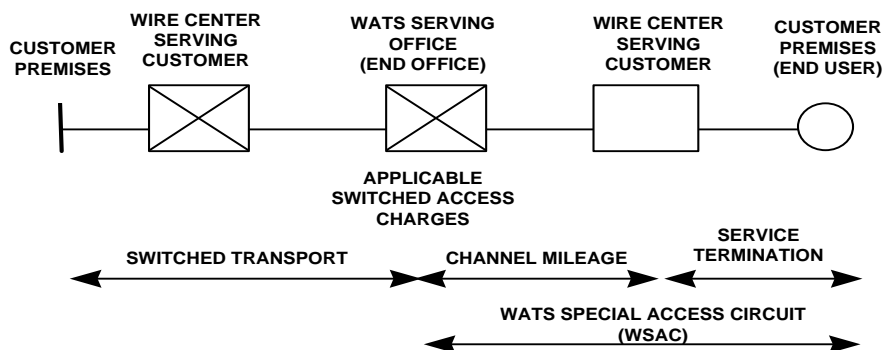 CUSTOMER
PREMISES
WIRE CENTER
SERVING
CUSTOMER
WATS SERVING
OFFICE
(END OFFICE)
WIRE CENTER
SERVING
CUSTOMER
CUSTOMER
PREMISES
(END USER)
APPLICABLE
SWITCHED ACCESS
CHARGES
SWITCHED TRANSPORT
CHANNEL MILEAGE
SERVICE
TERMINATION
WATS SPECIAL ACCESS CIRCUIT
(WSAC)